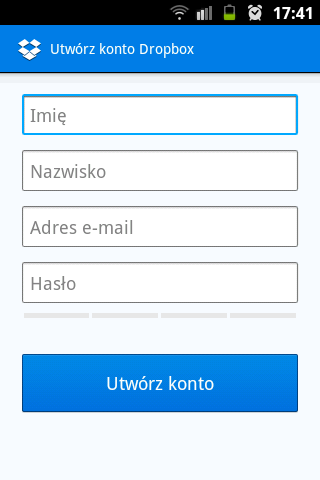 17:41
Utwórz konto Dropbox
Imię
Nazwisko
Adres e-mail
Hasło
Utwórz konto